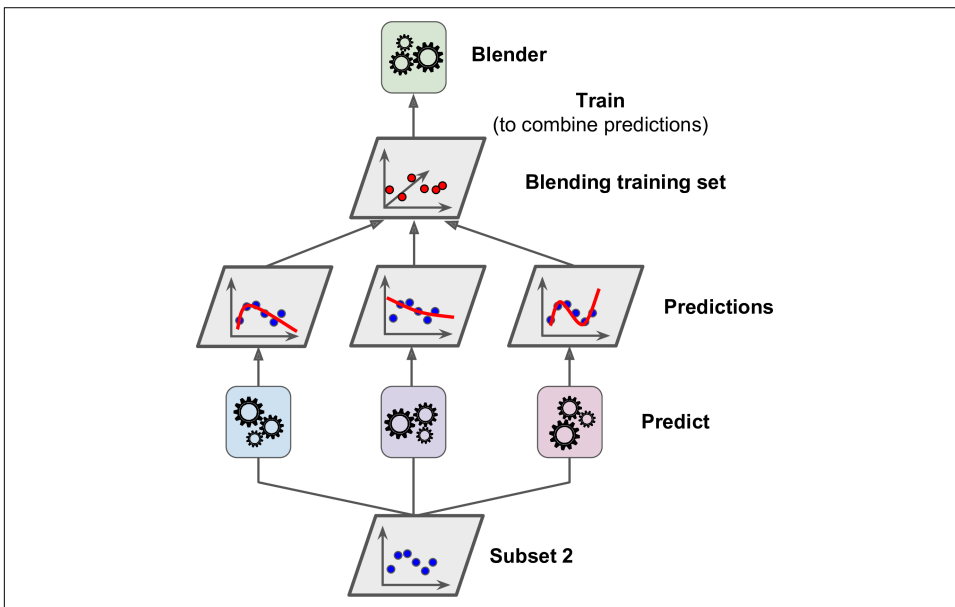 Blender
Train
(to combine predictions)
Blending training set
Predictions
Predict
Subset 2